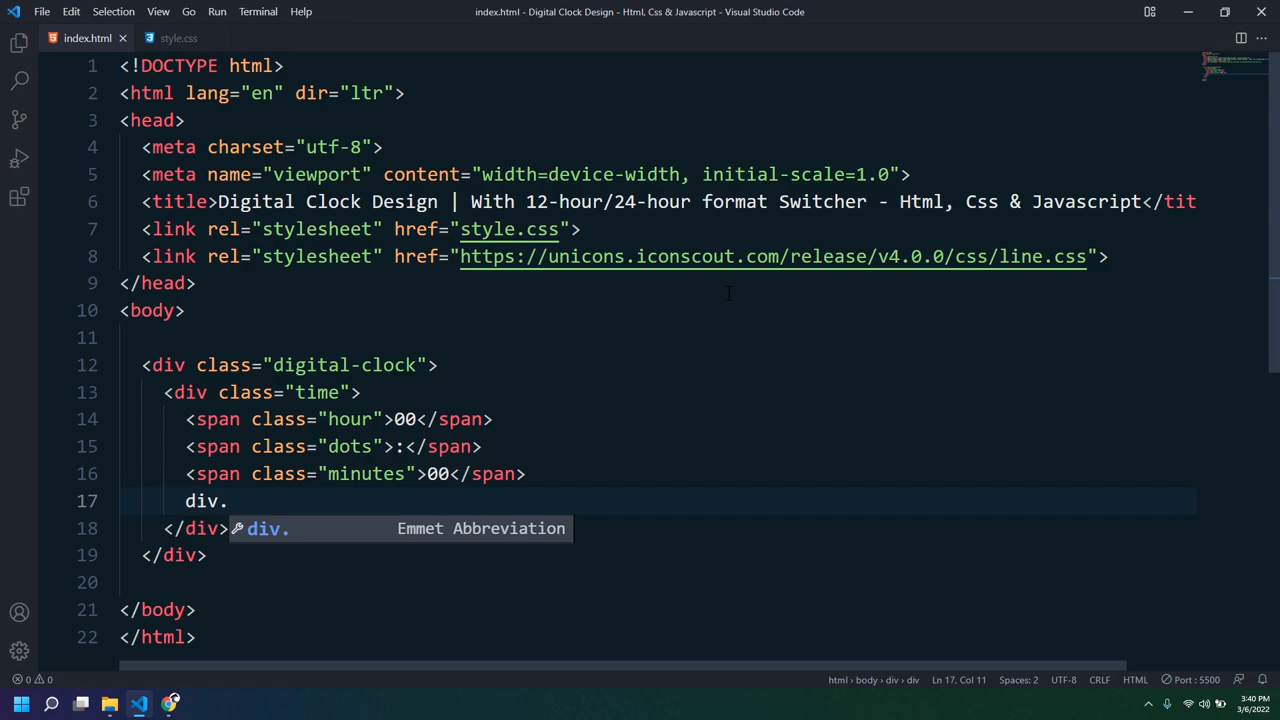 File Edit Selection View Go Run Terminal Help
index.html - Digital Clock Design - Html, Css & Javascript - Visual Studio Code
index.html
style.css
1 <!DOCTYPE html>
2 <html lang="en" dir="ltr">
3 <head>
4 <meta charset="utf-8">
5 <meta name="viewport" content="width=device-width, initial-scale=1.0">
6 <title>Digital Clock Design | With 12-hour/24-hour format Switcher - Html, Css & Javascript</tit
7 <link rel="stylesheet" href="style.css">
8 <link rel="stylesheet" href="https://unicons.iconscout.com/release/v4.0.0/css/line.css">
9 </head>
10 <body>
11
12 <div class="digital-clock">
13 <div class="time">
14 <span class="hour">00</span>
15 <span class="dots">:</span>
16 <span class="minutes">00</span>
17 div.
18 </div>
div. Emmet Abbreviation
19 </div>
20
21 </body>
22 </html>
0 0
html › body › div › div
Ln 17, Col 11
Spaces: 2
UTF-8
CRLF
HTML
Port : 5500
3:40 PM
3/6/2022